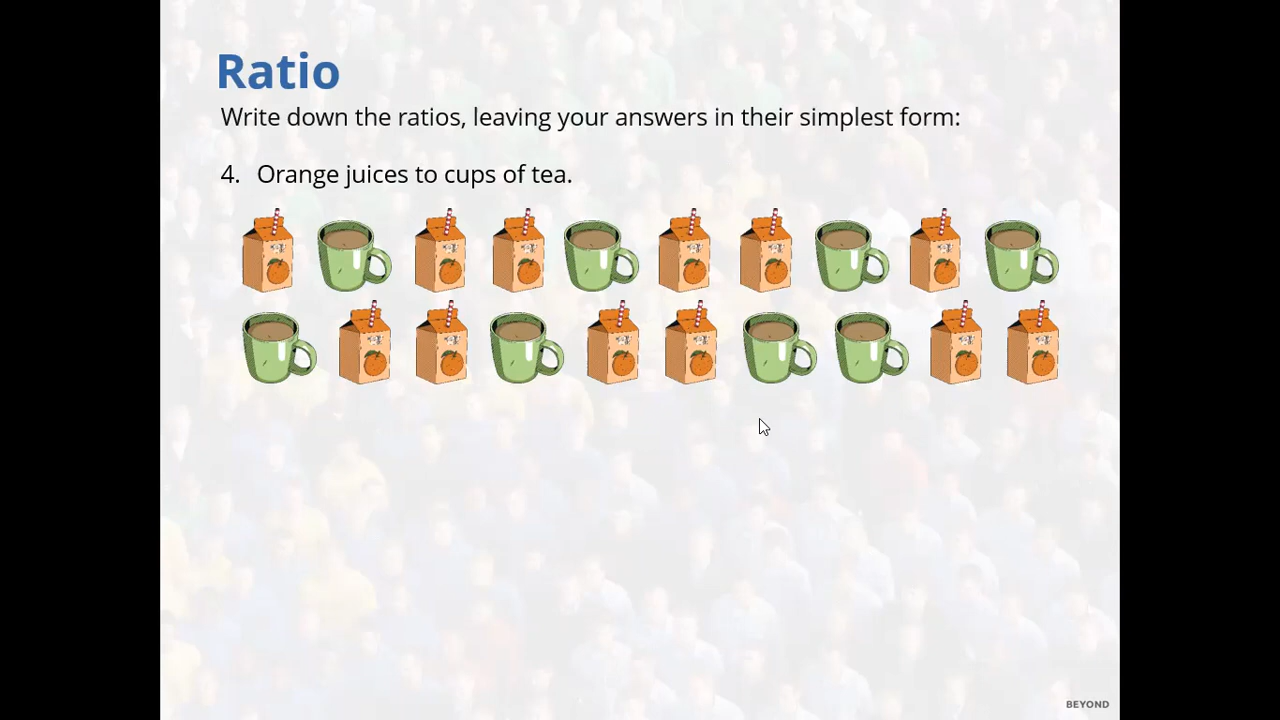 Ratio
Write down the ratios, leaving your answers in their simplest form:
4. Orange juices to cups of tea.
BEYOND